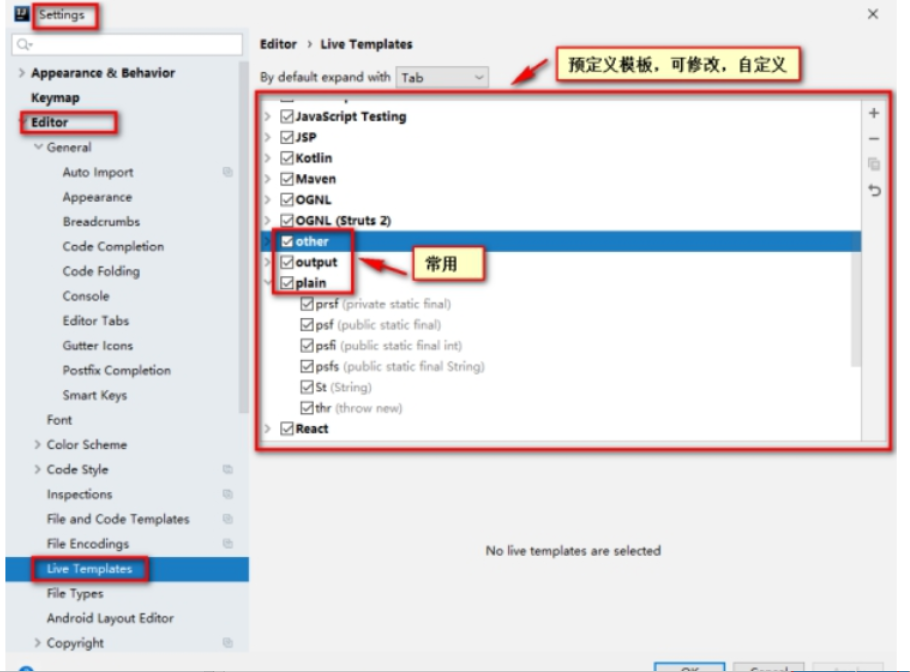 Settings
Appearance & Behavior
Keymap
Editor
General
Auto Import
Appearance
Breadcrumbs
Code Completion
Code Folding
Console
Editor Tabs
Gutter Icons
Postfix Completion
Smart Keys
Font
Color Scheme
Code Style
Inspections
File and Code Templates
File Encodings
Live Templates
File Types
Android Layout Editor
Copyright
Editor > Live Templates
By default expand with Tab
预定义模板，可修改，自定义
JavaScript Testing
JSP
Kotlin
Maven
OGNL
OGNL (Struts 2)
other
output
常用
plain
prsf (private static final)
psf (public static final)
psfi (public static final int)
psfs (public static final String)
St (String)
thr (throw new)
React
No live templates are selected